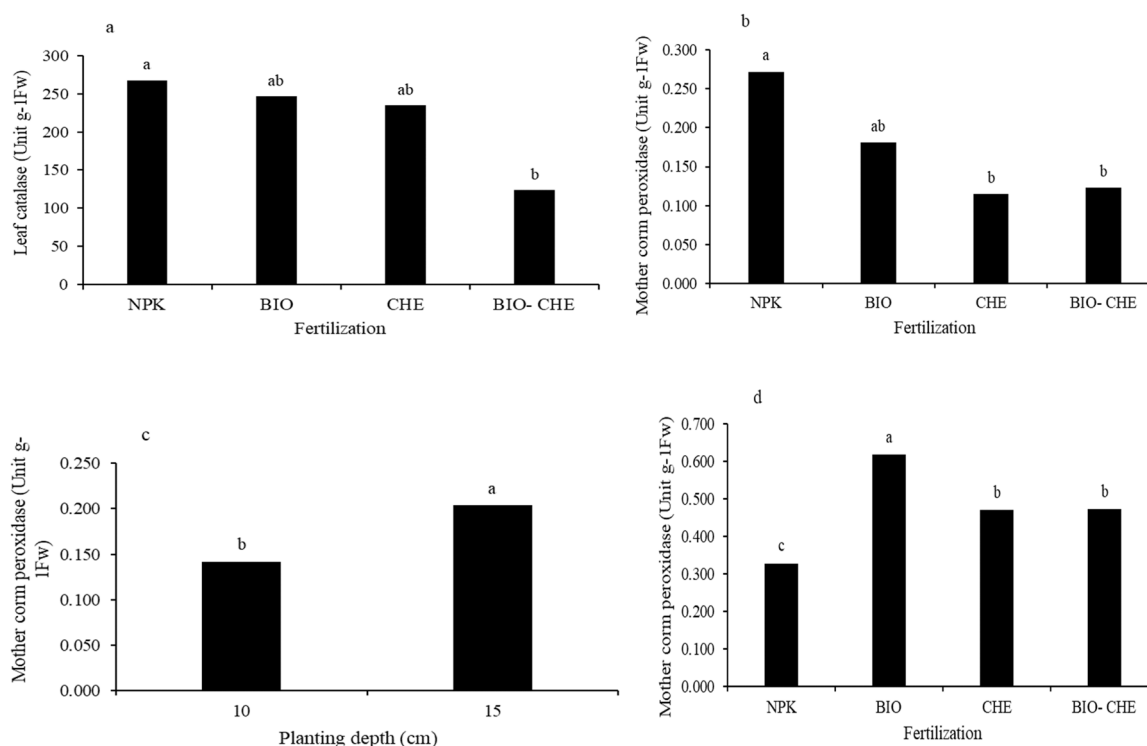 a
Leaf catalase (Unit g-1Fw)
300
250
200
150
100
50
0
a
ab
ab
b
NPK BIO CHE BIO- CHE
Fertilization
b
Mother corm peroxidase (Unit g-1Fw)
0.300
0.250
0.200
0.150
0.100
0.050
0.000
a
ab
b
b
NPK BIO CHE BIO- CHE
Fertilization
c
Mother corm peroxidase (Unit g-
1Fw)
0.250
0.200
0.150
0.100
0.050
0.000
b
a
10 15
Planting depth (cm)
d
Mother corm peroxidase (Unit g-1Fw)
0.700
0.600
0.500
0.400
0.300
0.200
0.100
0.000
c
a
b
b
NPK BIO CHE BIO- CHE
Fertilization